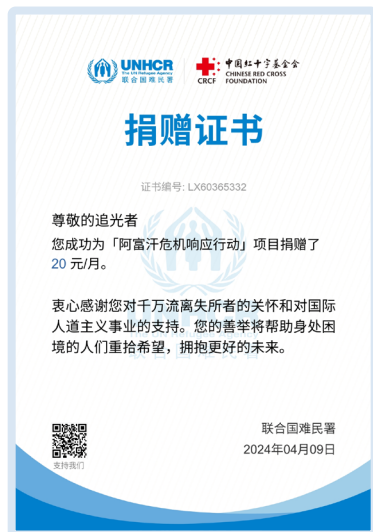 UNHCR
The UN Refugee Agency
联合国难民署
CRCF
中国红十字基金会
CHINESE RED CROSS
FOUNDATION
捐赠证书
证书编号: LX60365332
尊敬的追光者
您成功为「阿富汗危机响应行动」项目捐赠了
20 元/月。
衷心感谢您对千万流离失所者的关怀和对国际
人道主义事业的支持。您的善举将帮助身处困
境的人们重拾希望，拥抱更好的未来。
UNHCR
联合国难民署
支持我们
联合国难民署
2024年04月09日